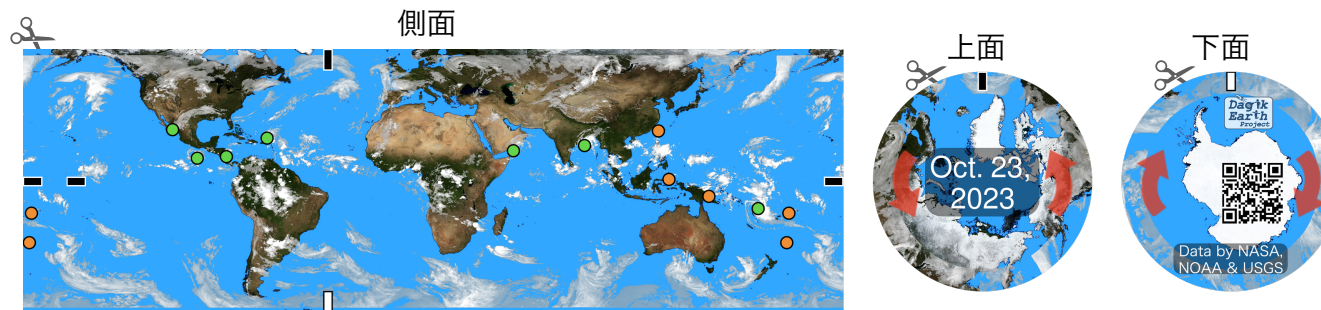 側面
上面
下面
Oct. 23,
2023
Dagik
Earth
Project
Data by NASA,
NOAA & USGS